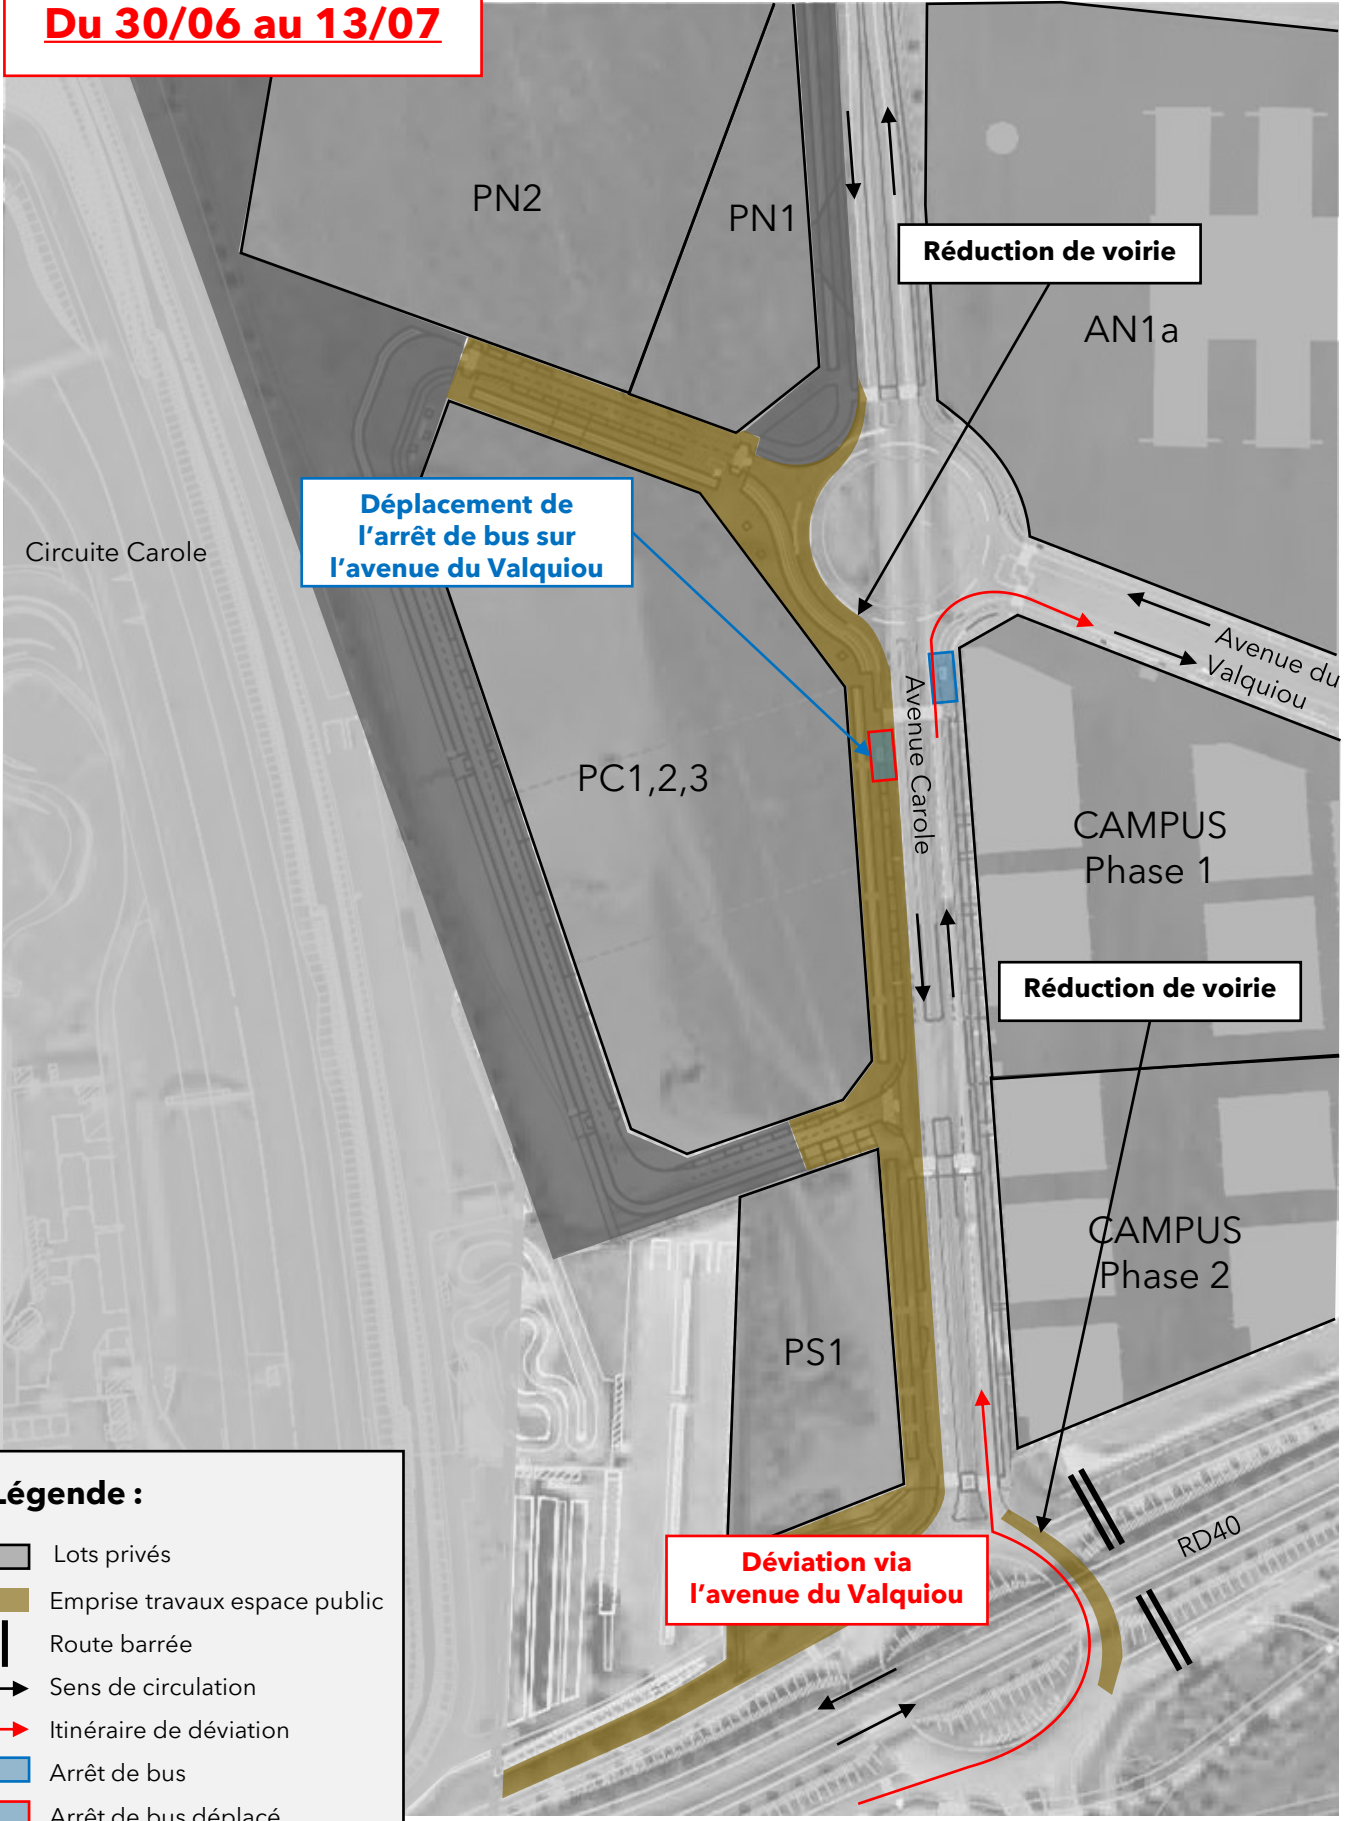 Du 30/06 au 13/07
PN2
PN1
Réduction de voirie
AN1a
Déplacement de
l'arrêt de bus sur
l'avenue du Valquiou
Circuite Carole
Avenue du
Valquiou
Avenue Carole
PC1,2,3
CAMPUS
Phase 1
Réduction de voirie
CAMPUS
Phase 2
PS1
RD40
Déviation via
l'avenue du Valquiou
Légende :
Lots privés
Emprise travaux espace public
Route barrée
Sens de circulation
Itinéraire de déviation
Arrêt de bus
Arrêt de bus déplacé